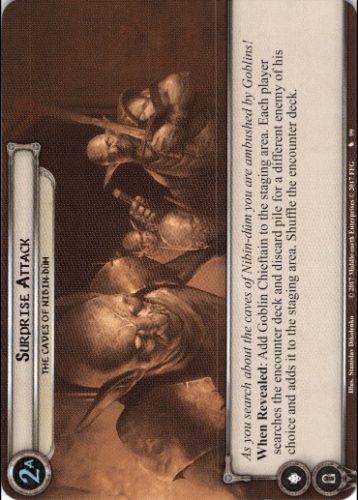 2A
SURPRISE ATTACK
THE CAVES OF NIBIN-DÛM
As you search about the caves of Nibin-dûm you are ambushed by Goblins!
When Revealed: Add Goblin Chieftain to the staging area. Each player
searches the encounter deck and discard pile for a different enemy of his
choice and adds it to the staging area. Shuffle the encounter deck.
Illus. Stanislav Dikolenko © 2017 Middle-earth Enterprises © 2017 FFG 99